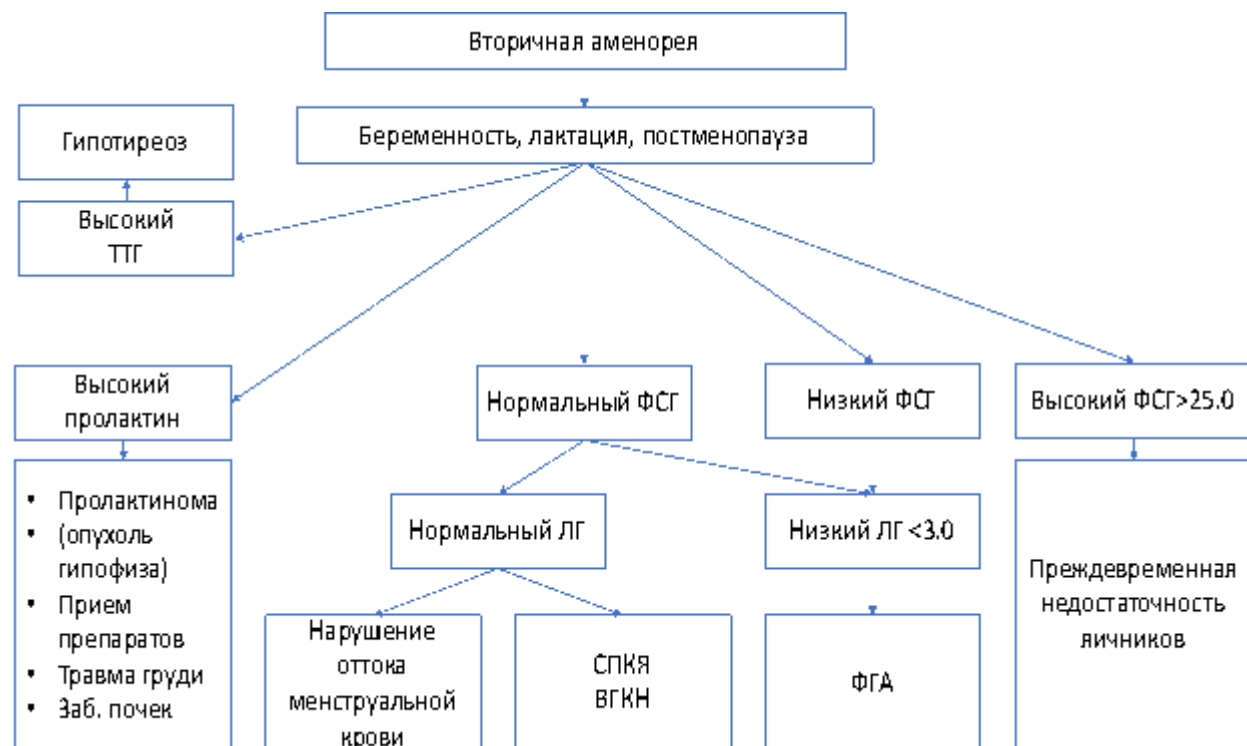 Вторичная аменорея
Беременность, лактация, постменопауза
Гипотиреоз
Высокий
ТТГ
Высокий
пролактин
Нормальный ФСГ
Низкий ФСГ
Высокий ФСГ>25.0
• Пролактинома
• (опухоль
гипофиза)
• Прием
препаратов
• Травма груди
• Заб. почек
Нормальный ЛГ
Низкий ЛГ <3.0
Преждевременная
недостаточность
яичников
Нарушение
оттока
менструальной
крови
СПКЯ
ВГКН
ФГА